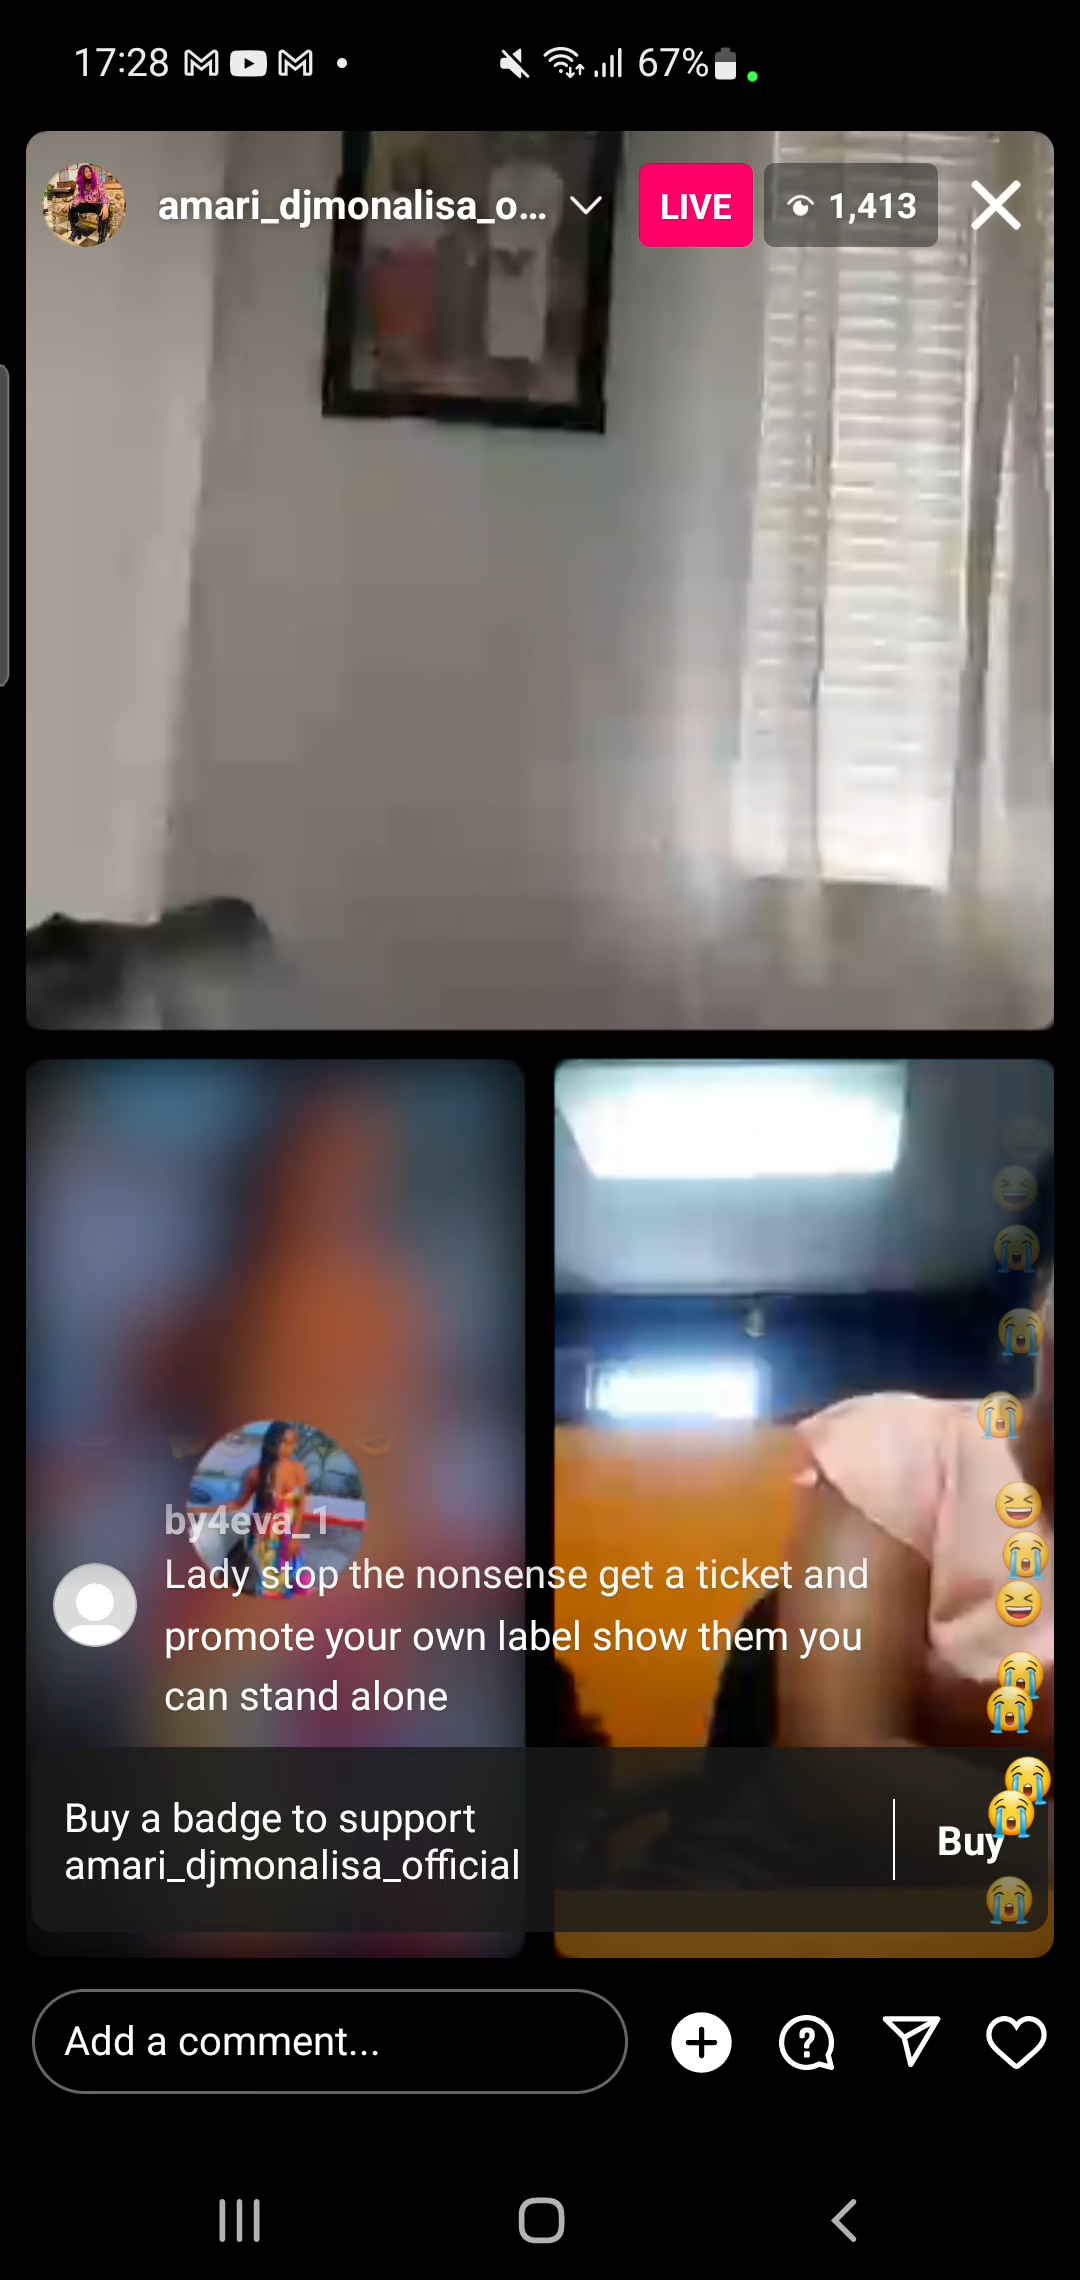 17:28
67%
amari_djmonalisa_o...
LIVE
1,413
by4eva_1
Lady stop the nonsense get a ticket and
promote your own label show them you
can stand alone
Buy a badge to support
amari_djmonalisa_official
Buy
Add a comment...